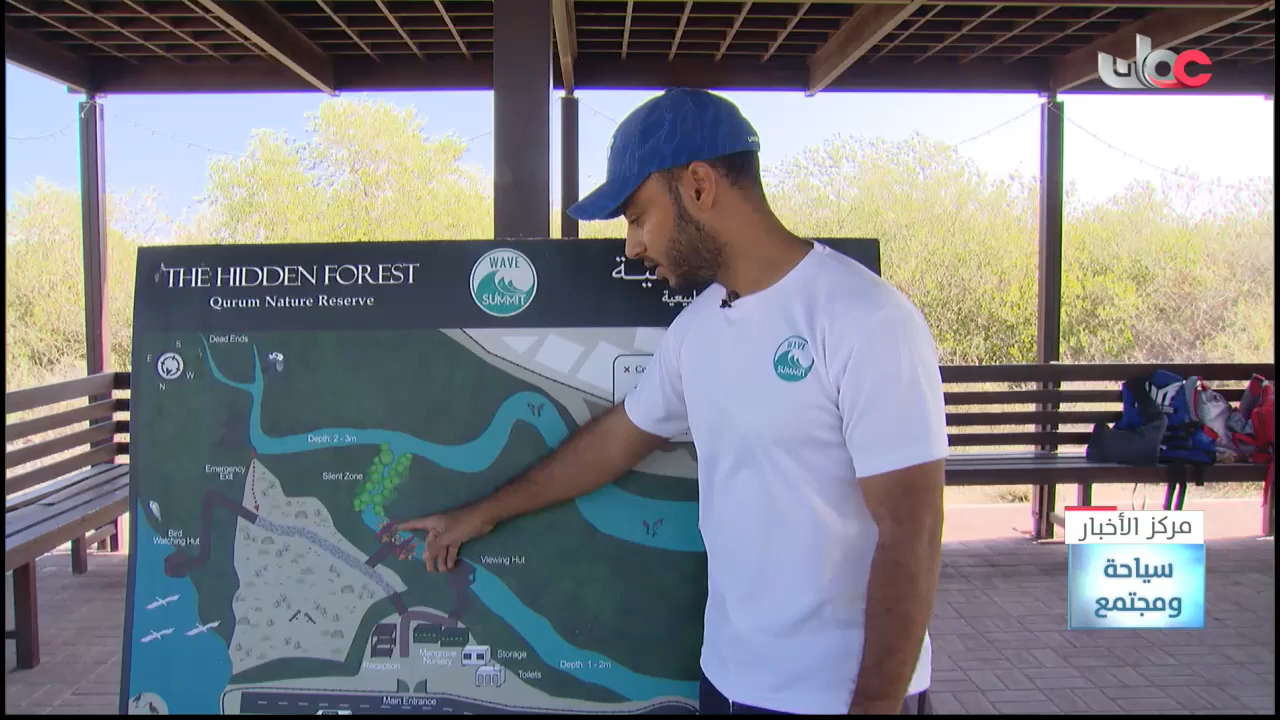 عمان
THE HIDDEN FOREST
Qurum Nature Reserve
WAVE
SUMMIT
WAVE
SUMMIT
Dead Ends
S
E
W
N
Depth: 2 - 3m
Silent Zone
Emergency
Exit
Bird
Watching Hut
Viewing Hut
Reception
Mangrove
Nursery
Storage
Toilets
Depth: 1 - 2m
Main Entrance
مركز الأخبار
سياحة
ومجتمع